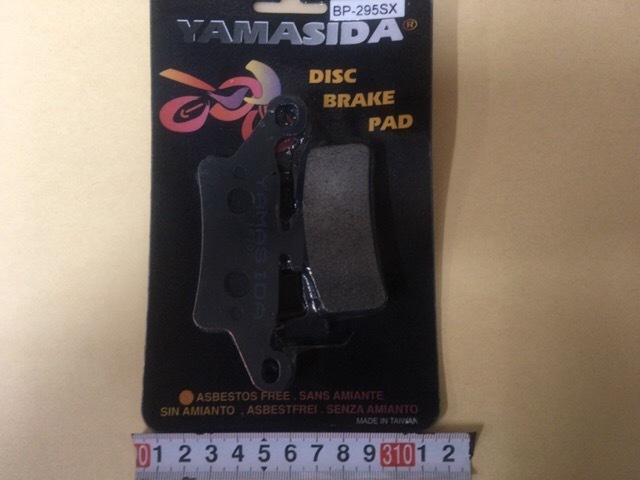 BP-295SX
YAMASIDA®
DISC
BRAKE
PAD
YAMASIDA
ASBESTOS FREE . SANS AMIANTE
SIN AMIANTO , ASBESTFREI . SENZA AMIANTO
MADE IN TAIWAN
0 1 2 3 4 5 6 7 8 9 310 1 2